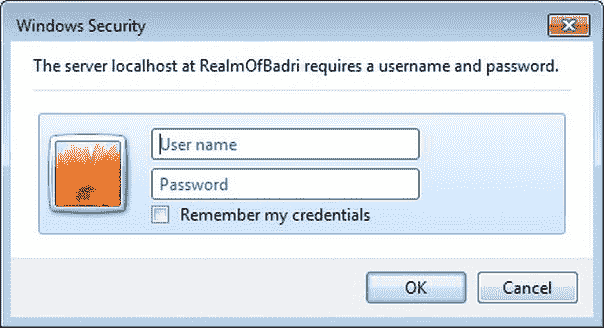 Windows Security
The server localhost at RealmOfBadri requires a username and password.
User name
Password
Remember my credentials
OK
Cancel